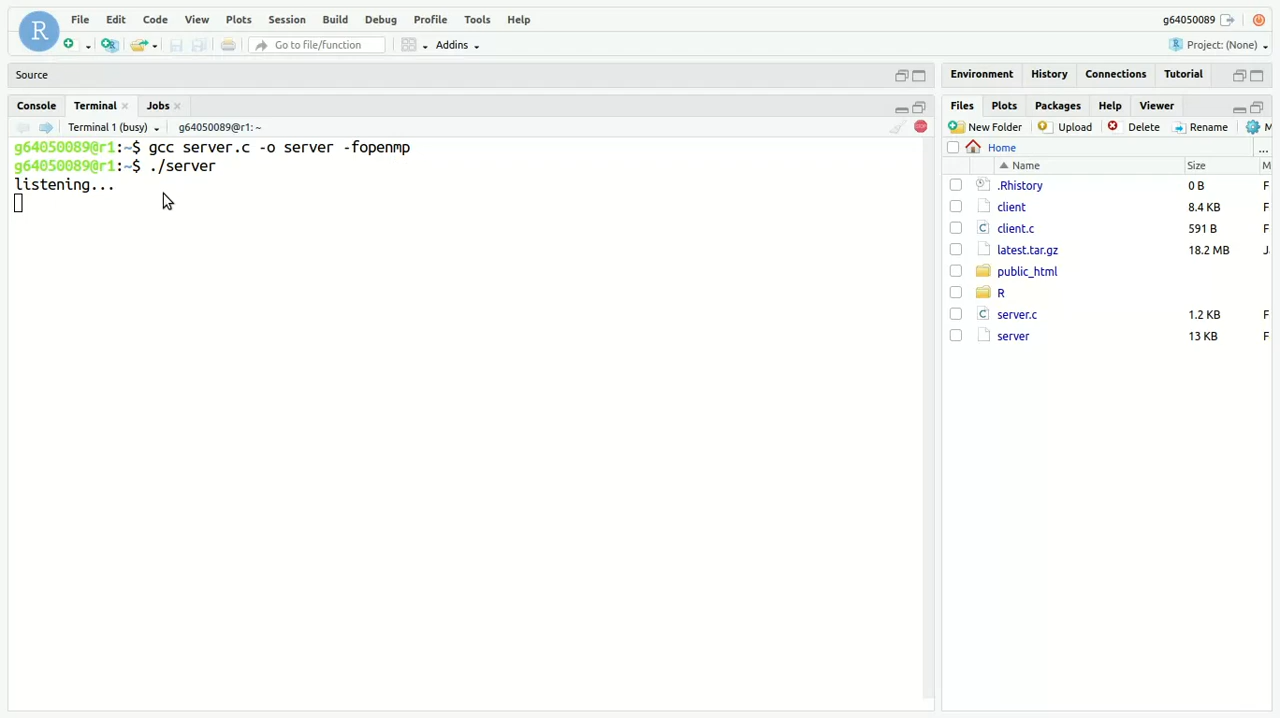 R
File Edit Code View Plots Session Build Debug Profile Tools Help
g64050089
Go to file/function
Addins
Project: (None)
Source
Environment History Connections Tutorial
Console Terminal Jobs
Files Plots Packages Help Viewer
Terminal 1 (busy) g64050089@r1: ~
New Folder Upload Delete Rename M
Home ...
Name Size M
g64050089@r1:~$ gcc server.c -o server -fopenmp
g64050089@r1:~$ ./server
listening...
.Rhistory 0 B F
client 8.4 KB F
client.c 591 B F
latest.tar.gz 18.2 MB J
public_html F
R F
server.c 1.2 KB F
server 13 KB F